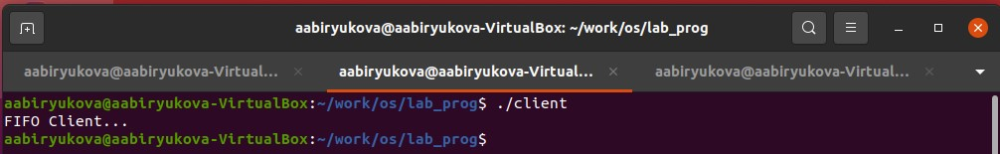 aabiryukova@aabiryukova-VirtualBox: ~/work/os/lab_prog
aabiryukova@aabiryukova-Virtual...
aabiryukova@aabiryukova-Virtual...
aabiryukova@aabiryukova-Virtual...
aabiryukova@aabiryukova-VirtualBox:~/work/os/lab_prog$ ./client
FIFO Client...
aabiryukova@aabiryukova-VirtualBox:~/work/os/lab_prog$